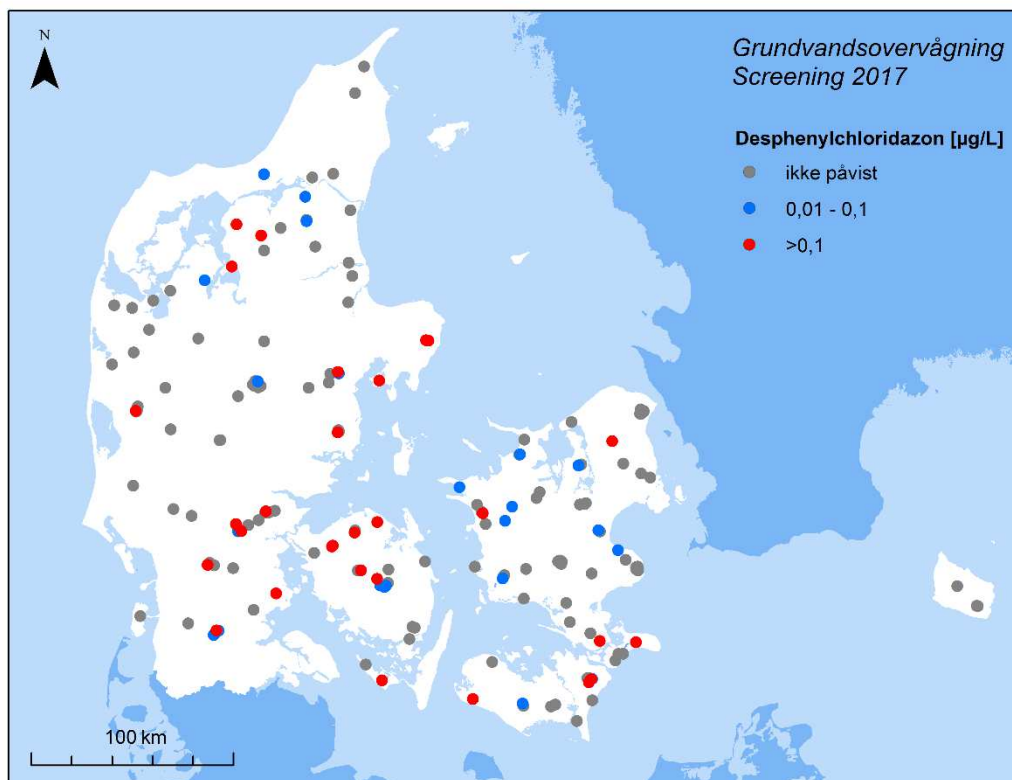 N
Grundvandsovervågning
Screening 2017
Desphenylchloridazon [µg/L]
ikke påvist
0,01 - 0,1
>0,1
100 km